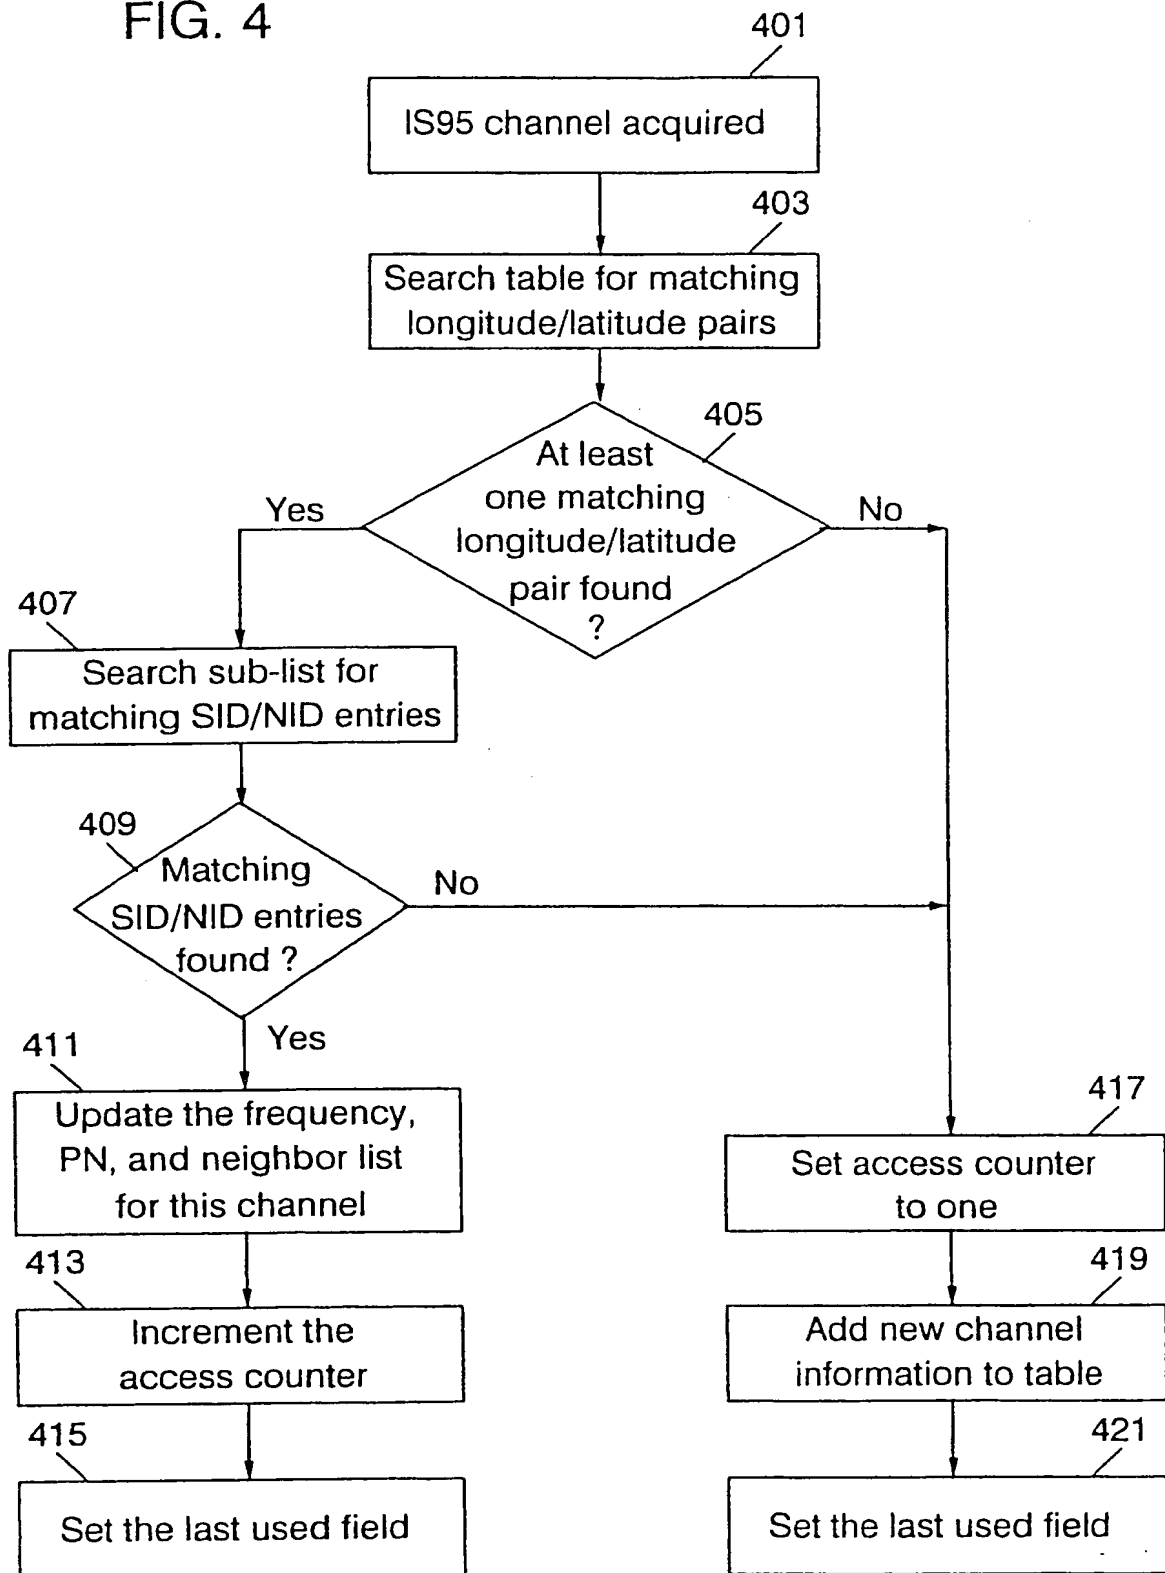 FIG. 4
401
IS95 channel acquired
403
Search table for matching
longitude/latitude pairs
405
At least
one matching
longitude/latitude
pair found
?
Yes
No
407
Search sub-list for
matching SID/NID entries
409
Matching
SID/NID entries
found ?
No
Yes
411
Update the frequency,
PN, and neighbor list
for this channel
417
Set access counter
to one
413
Increment the
access counter
419
Add new channel
information to table
415
Set the last used field
421
Set the last used field